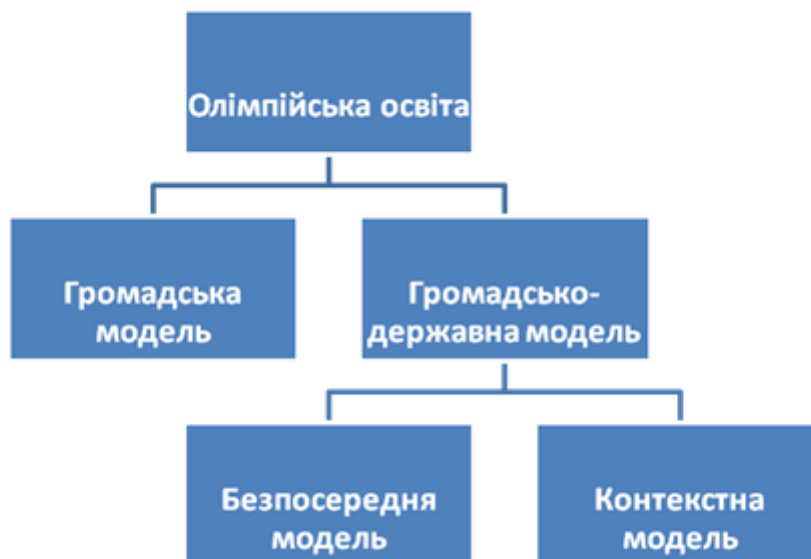 Олімпійська освіта
Громадська
модель
Громадсько-
державна модель
Безпосередня
модель
Контекстна
модель